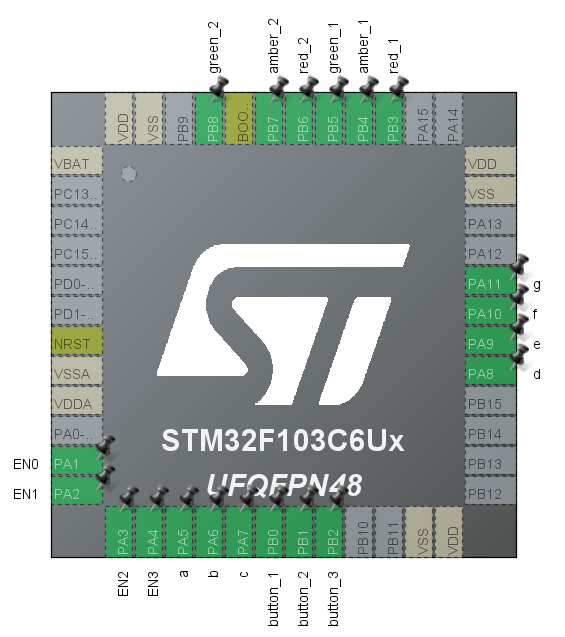 green_2
amber_2
red_2
green_1
amber_1
red_1
VDD
VSS
PB9
PB8
BOO..
PB7
PB6
PB5
PB4
PB3
PA15
PA14
VBAT
PC13..
PC14..
PC15..
PD0-..
PD1-..
NRST
VSSA
VDDA
PA0-..
EN0
PA1
EN1
PA2
VDD
VSS
PA13
PA12
PA11
g
PA10
f
PA9
e
PA8
d
PB15
PB14
PB13
PB12
STM32F103C6Ux
UFQFPN48
PA3
PA4
PA5
PA6
PA7
PB0
PB1
PB2
PB10
PB11
VSS
VDD
EN2
EN3
a
b
c
button_1
button_2
button_3